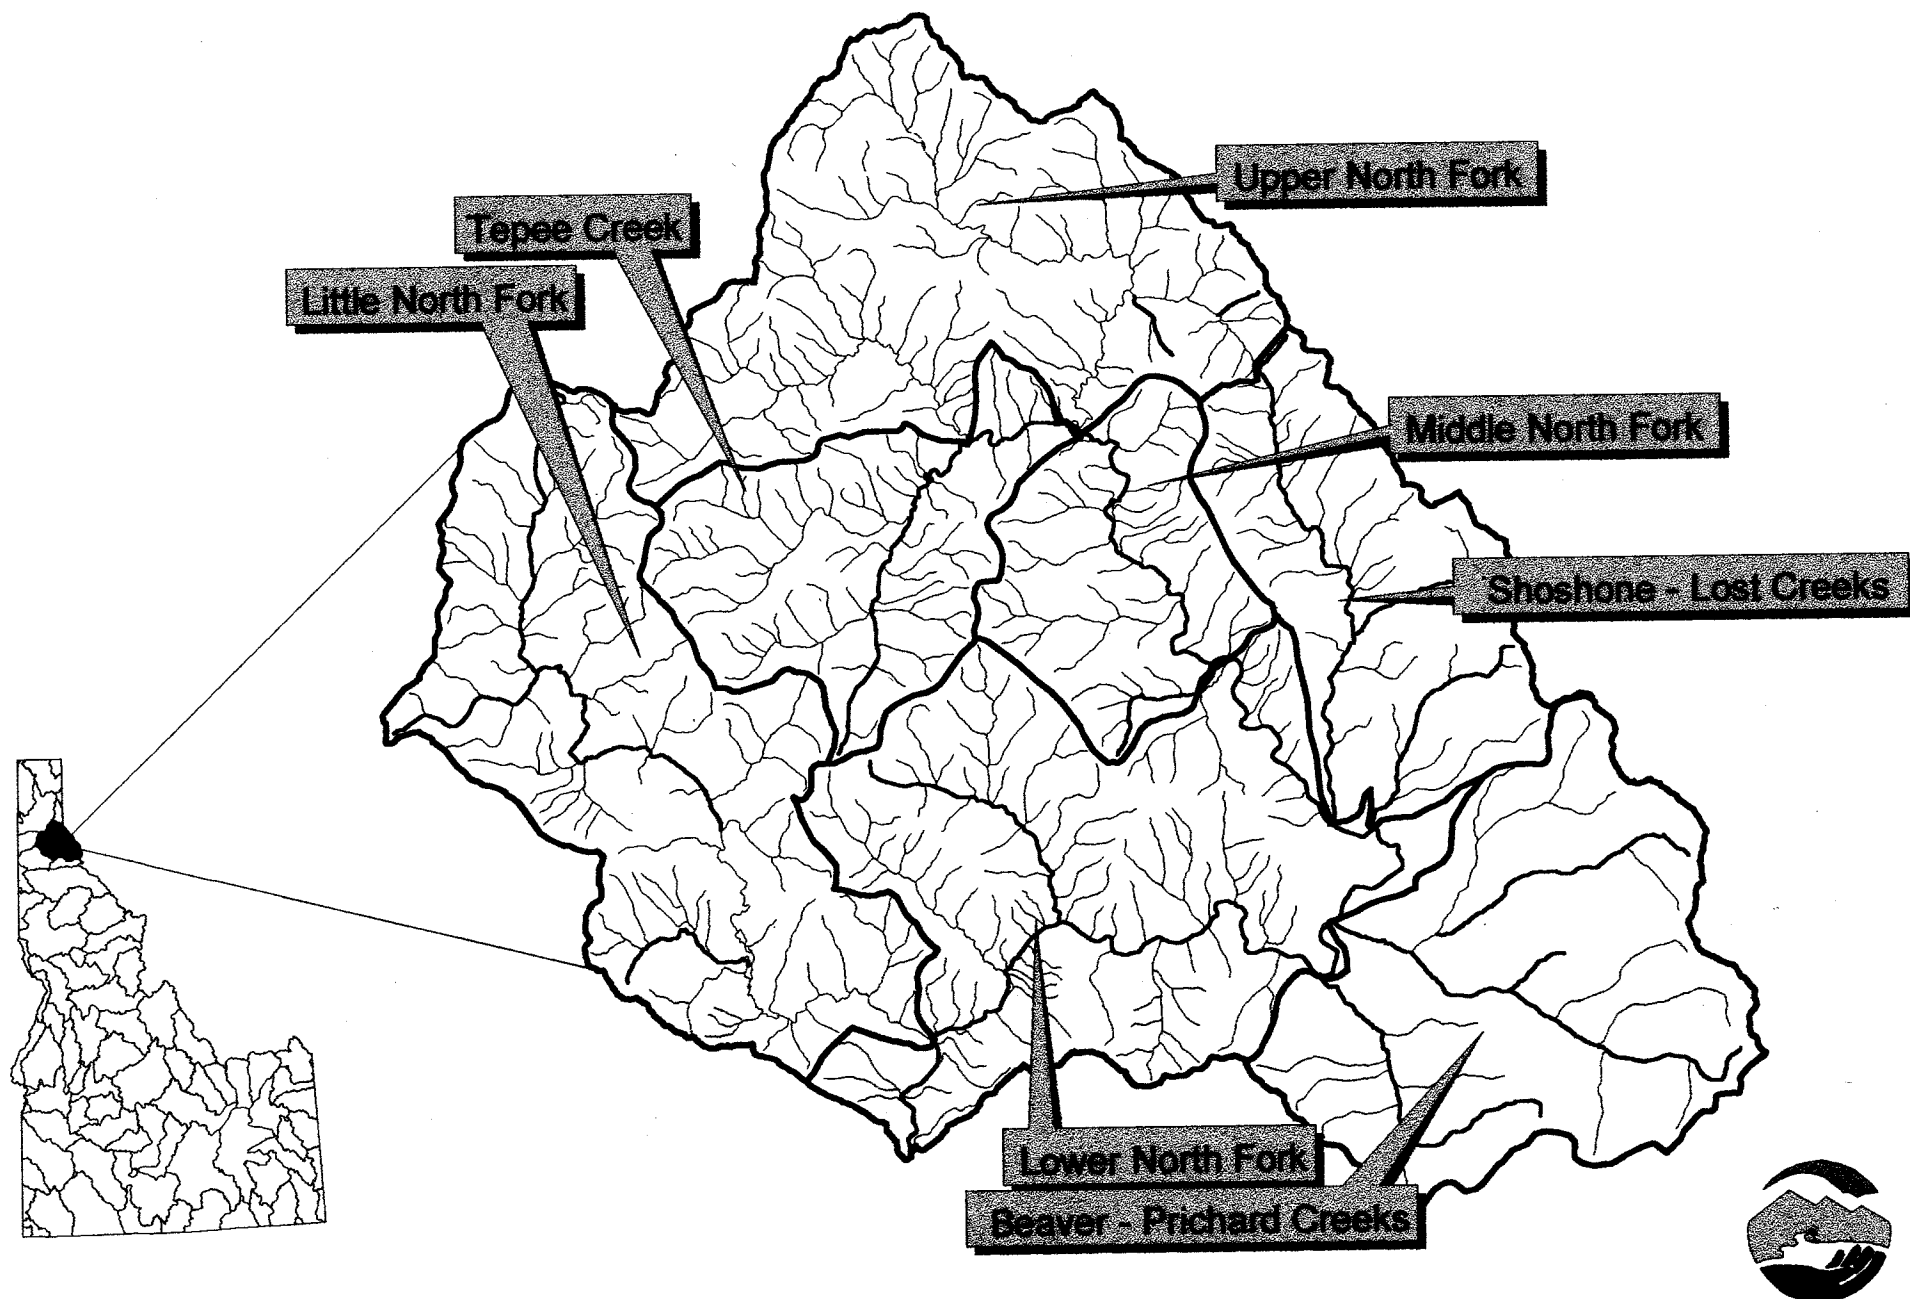 Upper North Fork
Tepee Creek
Little North Fork
Middle North Fork
Shoshone - Lost Creeks
Lower North Fork
Beaver - Prichard Creeks